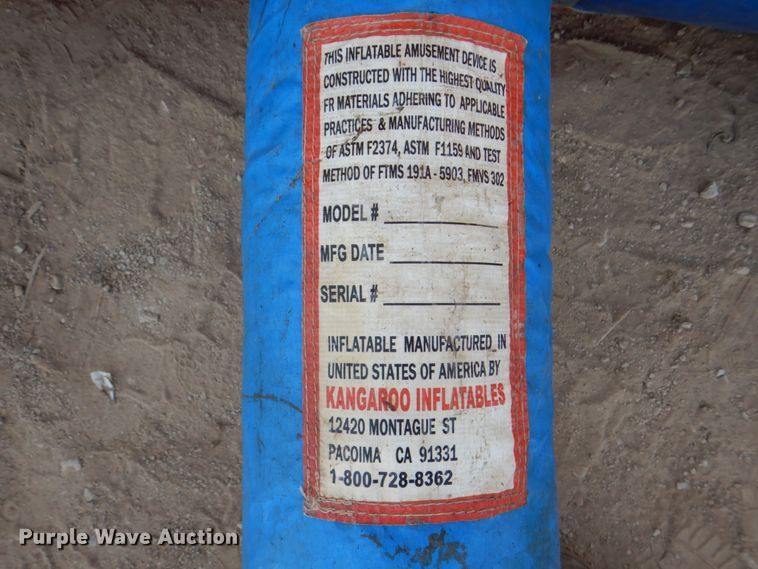 THIS INFLATABLE AMUSEMENT DEVICE IS
CONSTRUCTED WITH THE HIGHEST QUALITY
FR MATERIALS ADHERING TO APPLICABLE
PRACTICES & MANUFACTURING METHODS
OF ASTM F2374, ASTM F1159 AND TEST
METHOD OF FTMS 191A - 5903, FMVS 302
MODEL # ____________
MFG DATE ____________
SERIAL # ____________
INFLATABLE MANUFACTURED IN
UNITED STATES OF AMERICA BY
KANGAROO INFLATABLES
12420 MONTAGUE ST
PACOIMA CA 91331
1-800-728-8362
Purple Wave Auction